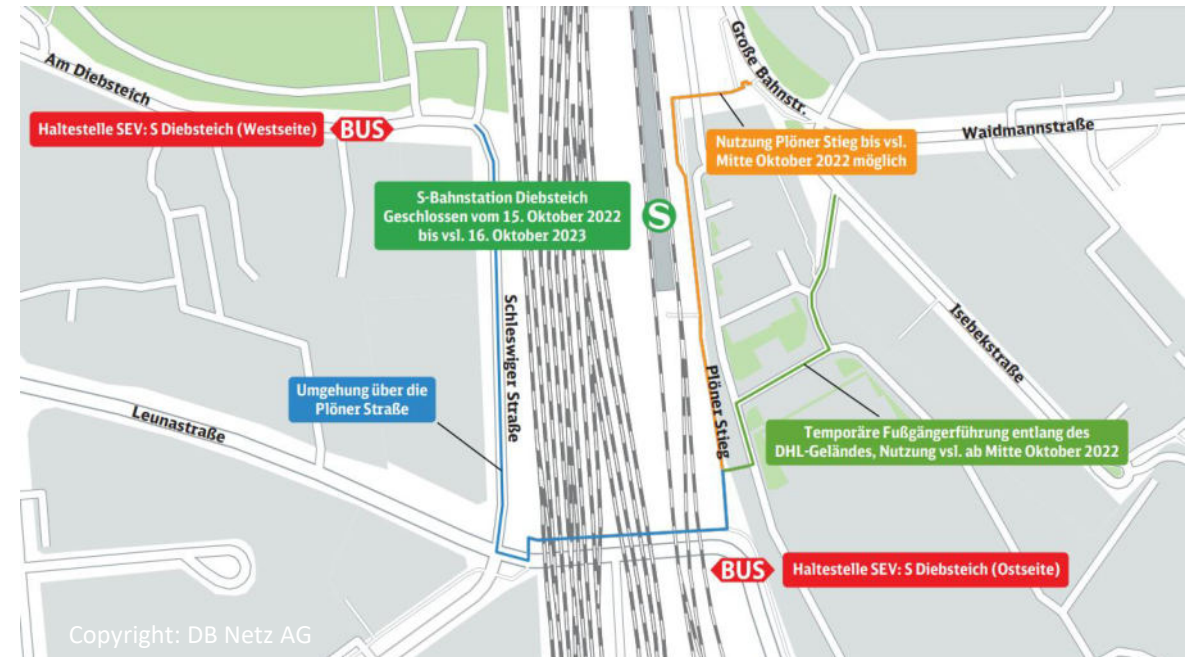 Große Bahnstr.
Am Diebsteich
Haltestelle SEV: S Diebsteich (Westseite)
BUS
Waidmannstraße
Nutzung Plöner Stieg bis vsl.
Mitte Oktober 2022 möglich
S-Bahnstation Diebsteich
Geschlossen vom 15. Oktober 2022
bis vsl. 16. Oktober 2023
S
Schleswiger Straße
Isebekstraße
Plöner Stieg
Umgehung über die
Plöner Straße
Leunastraße
Temporäre Fußgängerführung entlang des
DHL-Geländes, Nutzung vsl. ab Mitte Oktober 2022
BUS
Haltestelle SEV: S Diebsteich (Ostseite)
Copyright: DB Netz AG